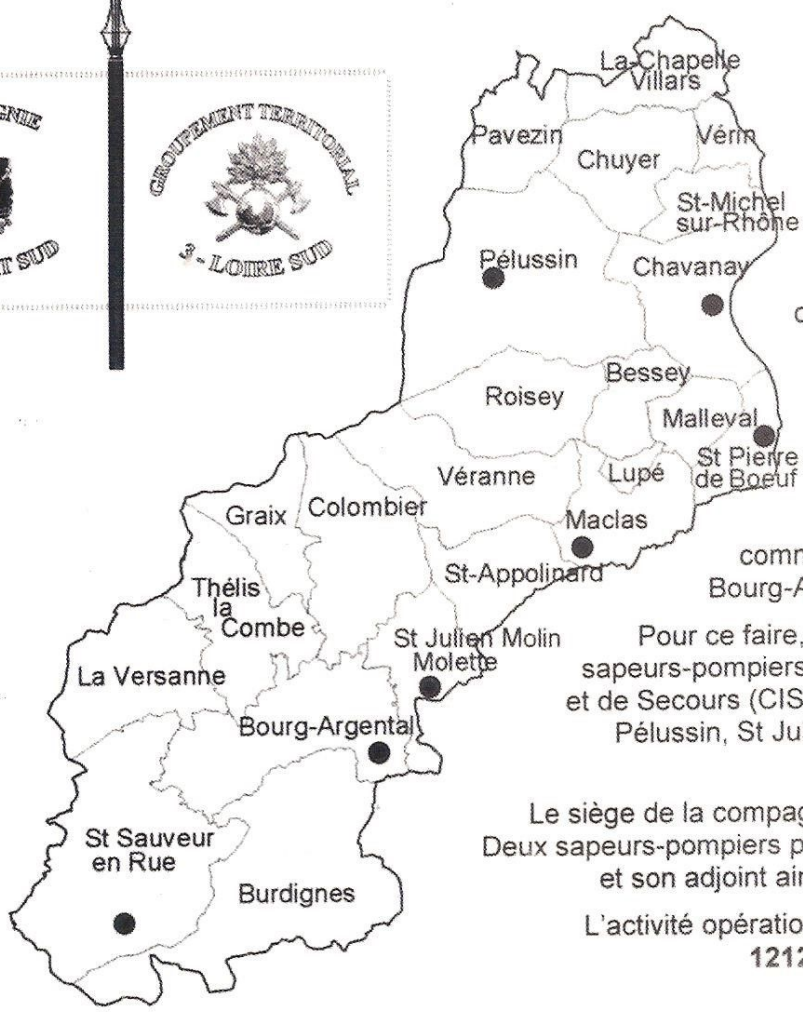 GROUPEMENT TERRITORIAL
3 - LOIRE SUD
SUD
La Chapelle
Villars
Pavezin
Chuyer
Vérin
St-Michel
sur-Rhône
Pélussin
Chavanay
Bessey
Roisey
Malleval
Véranne
Lupé
St Pierre
de Boeuf
Graix
Colombier
Maclas
St-Appolinard
Thélis
la
Combe
St Julien Molin
Molette
La Versanne
Bourg-Argental
St Sauveur
en Rue
Burdignes
Bourg-A
Pour ce faire,
sapeurs-pompiers
et de Secours (CIS
Pélussin, St Ju
Le siège de la compag
Deux sapeurs-pompiers p
et son adjoint ain
L'activité opératio
1212